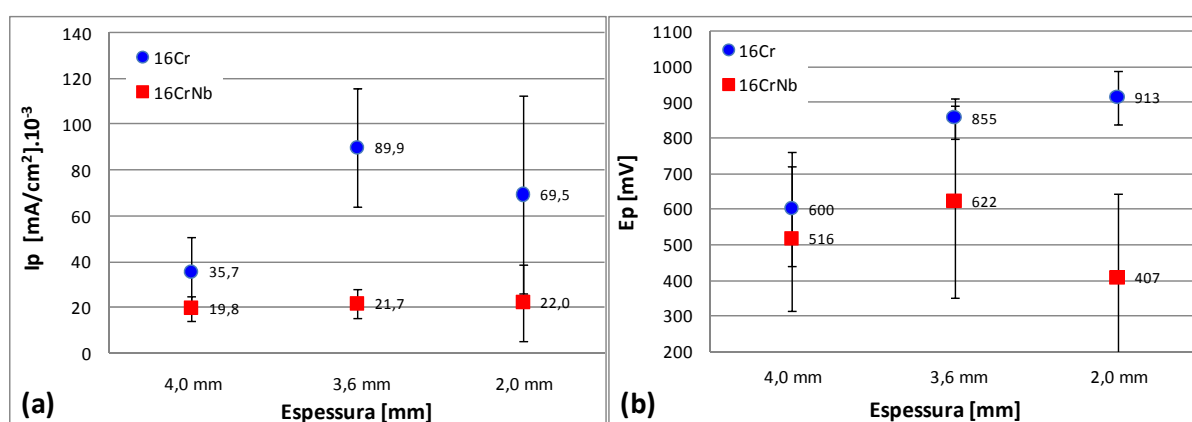 140
120
100
80
60
40
20
0
Ip [mA/cm²].10⁻³
16Cr
16CrNb
35,7
19,8
89,9
21,7
69,5
22,0
4,0 mm
3,6 mm
2,0 mm
(a)
Espessura [mm]
1100
1000
900
800
700
600
500
400
300
200
Ep [mV]
16Cr
16CrNb
600
516
855
622
913
407
4,0 mm
3,6 mm
2,0 mm
(b)
Espessura [mm]